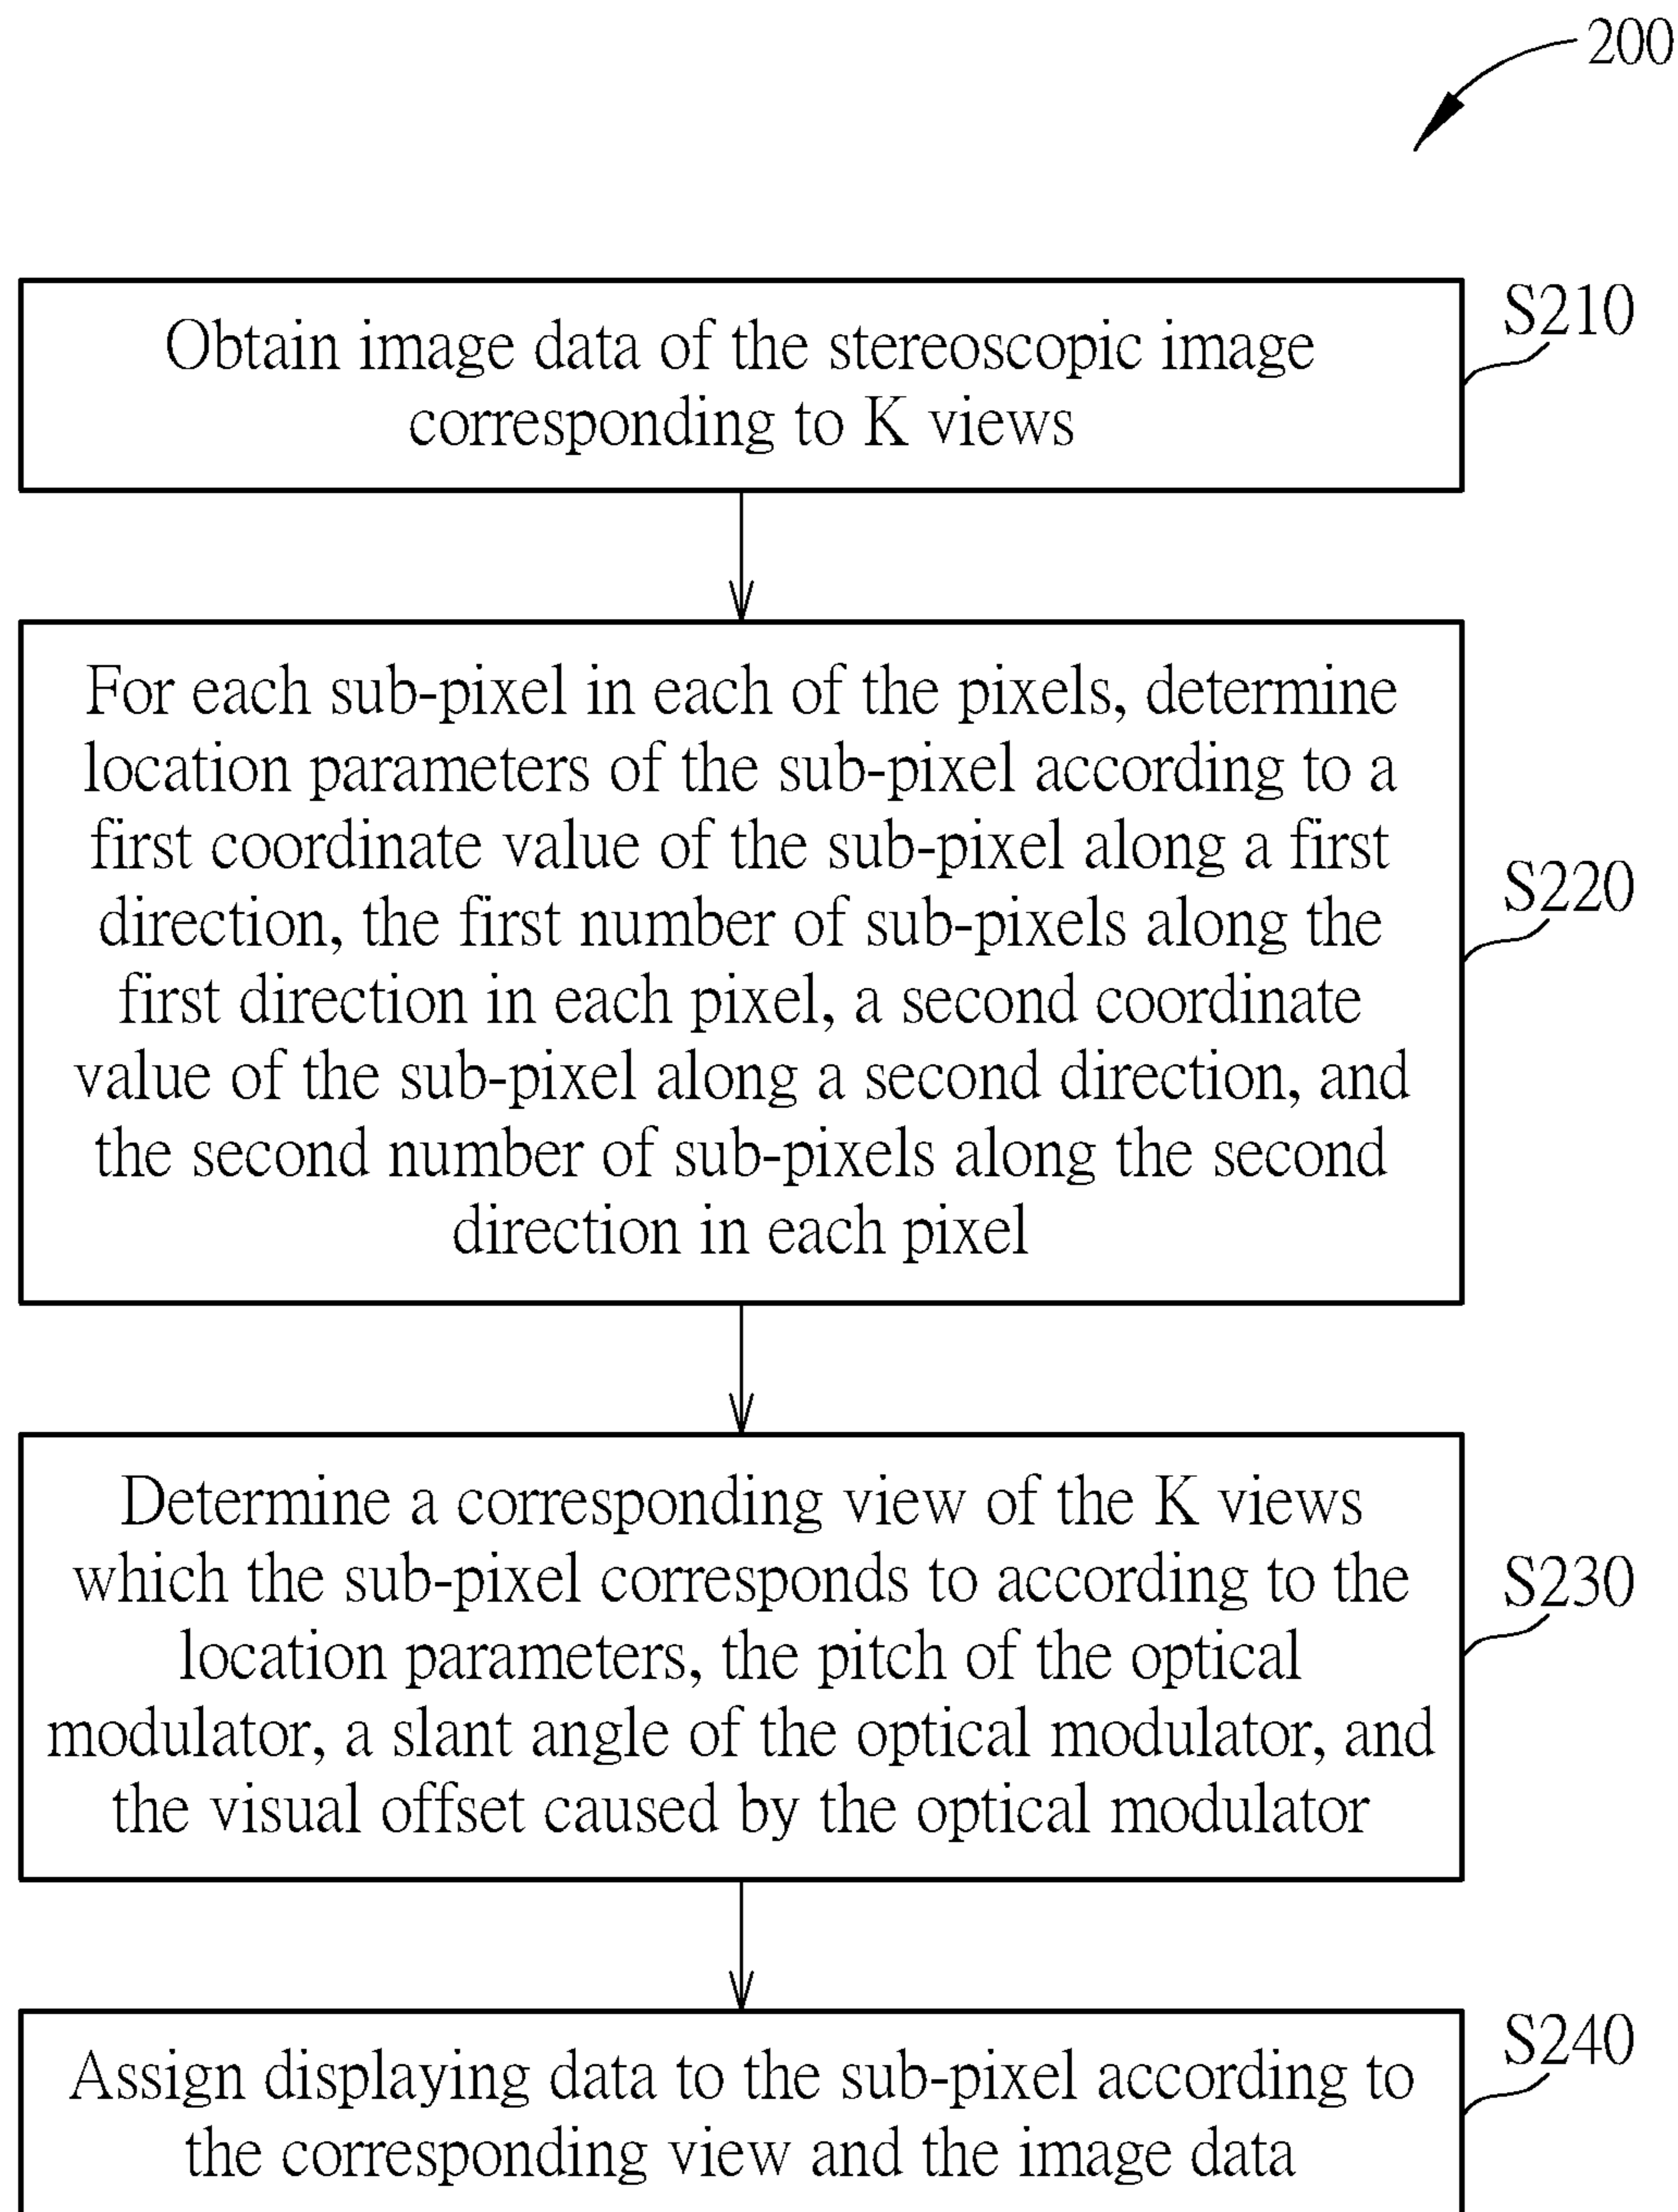 200
S210
Obtain image data of the stereoscopic image
corresponding to K views
For each sub-pixel in each of the pixels, determine
location parameters of the sub-pixel according to a
first coordinate value of the sub-pixel along a first
S220
direction, the first number of sub-pixels along the
first direction in each pixel, a second coordinate
value of the sub-pixel along a second direction, and
the second number of sub-pixels along the second
direction in each pixel
Determine a corresponding view of the K views
which the sub-pixel corresponds to according to the
S230
location parameters, the pitch of the optical
modulator, a slant angle of the optical modulator, and
the visual offset caused by the optical modulator
S240
Assign displaying data to the sub-pixel according to
the corresponding view and the image data